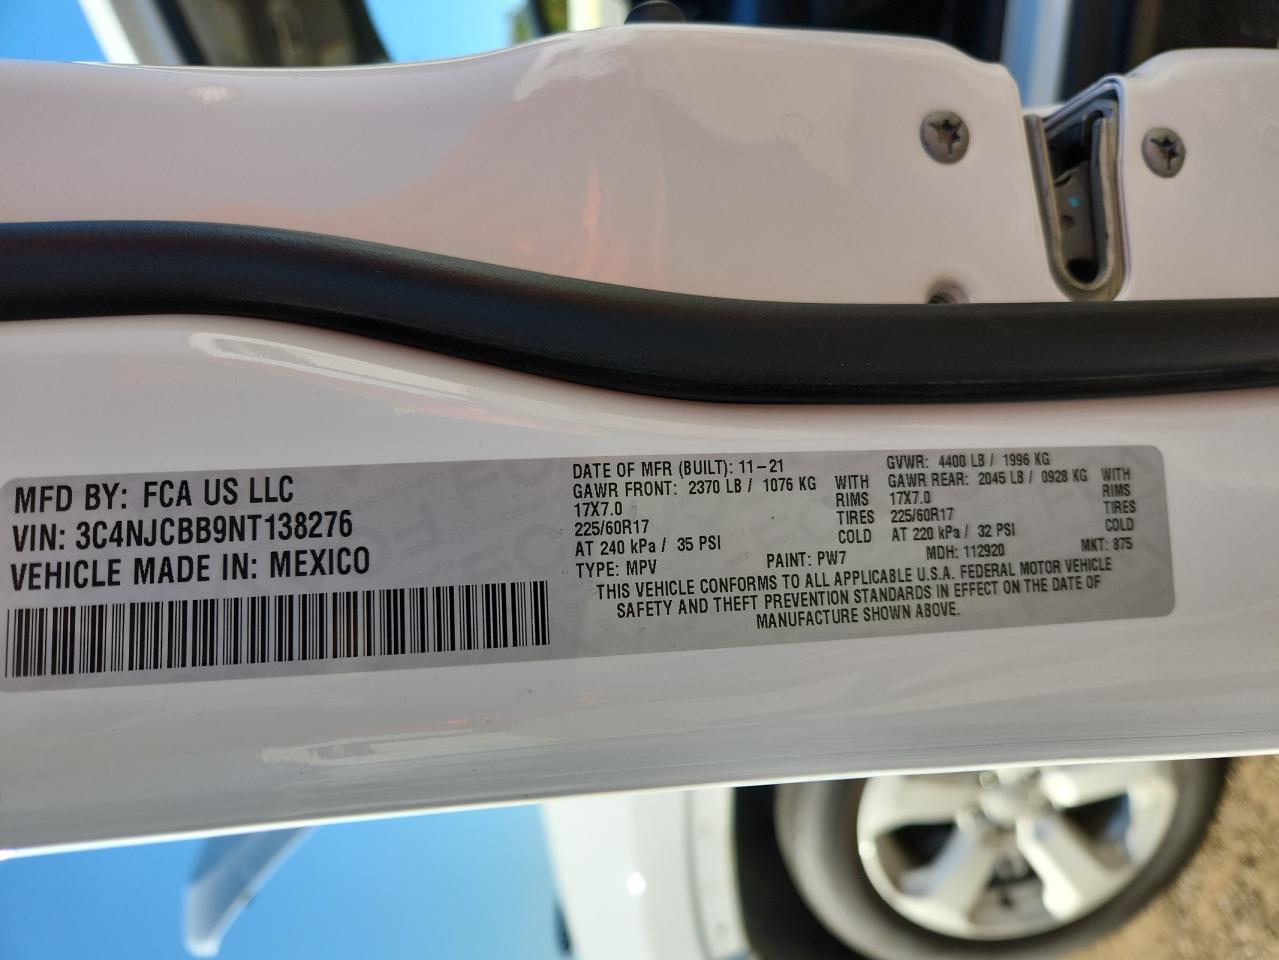 MFD BY: FCA US LLC
VIN: 3C4NJCBB9NT138276
VEHICLE MADE IN: MEXICO
DATE OF MFR (BUILT): 11-21
GAWR FRONT: 2370 LB / 1076 KG WITH
17X7.0 RIMS
225/60R17 TIRES
AT 240 kPa / 35 PSI COLD
GVWR: 4400 LB / 1996 KG
GAWR REAR: 2045 LB / 0928 KG WITH
17X7.0 RIMS
225/60R17 TIRES
AT 220 kPa / 32 PSI COLD
TYPE: MPV PAINT: PW7 MDH: 112920 MKT: 875
THIS VEHICLE CONFORMS TO ALL APPLICABLE U.S.A. FEDERAL MOTOR VEHICLE
SAFETY AND THEFT PREVENTION STANDARDS IN EFFECT ON THE DATE OF
MANUFACTURE SHOWN ABOVE.